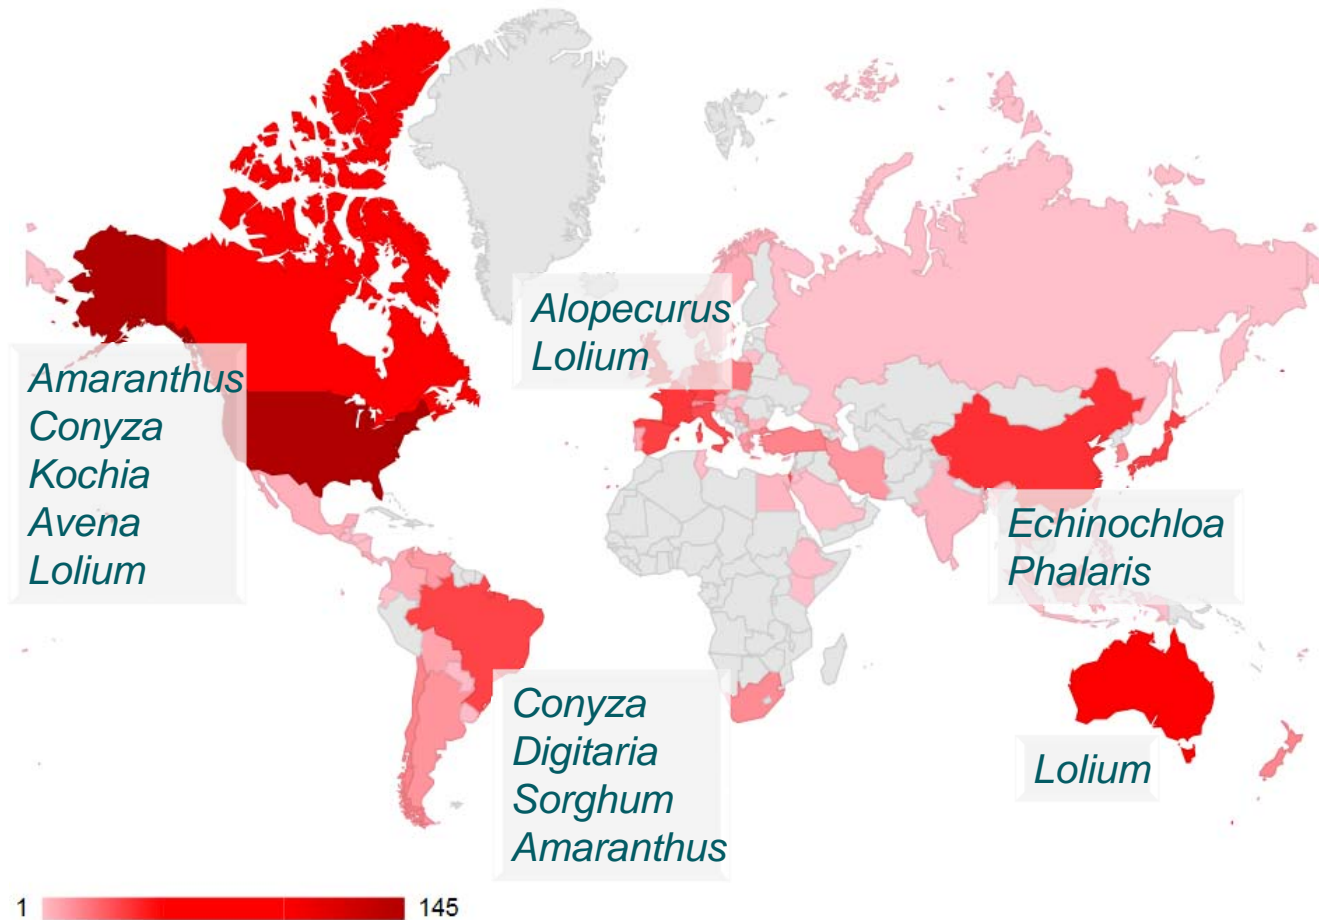 Alopecurus
Lolium
Amaranthus
Conyza
Kochia
Avena
Lolium
Echinochloa
Phalaris
Conyza
Digitaria
Sorghum
Amaranthus
Lolium
1 145